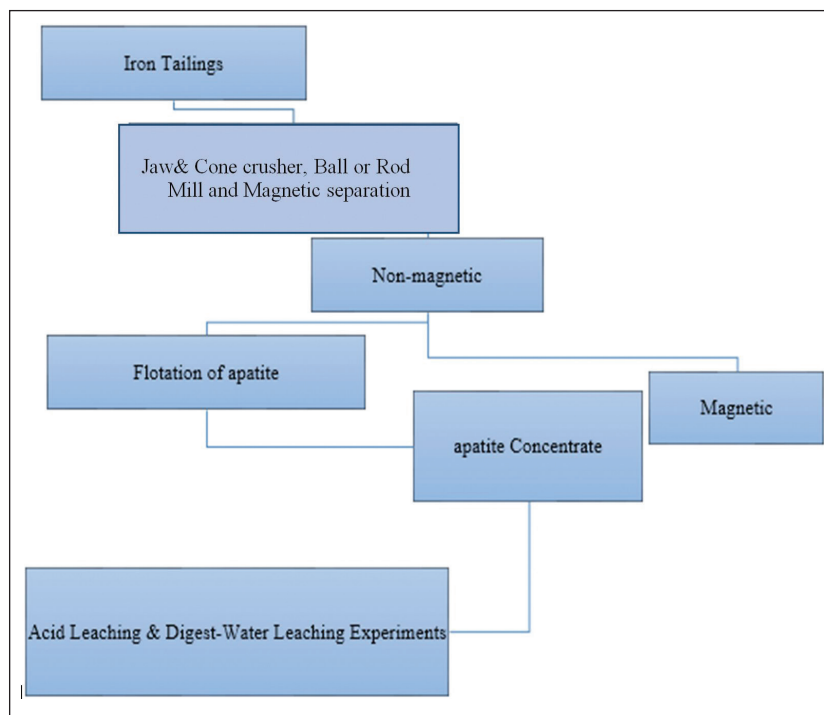 Iron Tailings
Jaw& Cone crusher, Ball or Rod
Mill and Magnetic separation
Non-magnetic
Flotation of apatite
Magnetic
apatite Concentrate
Acid Leaching & Digest-Water Leaching Experiments